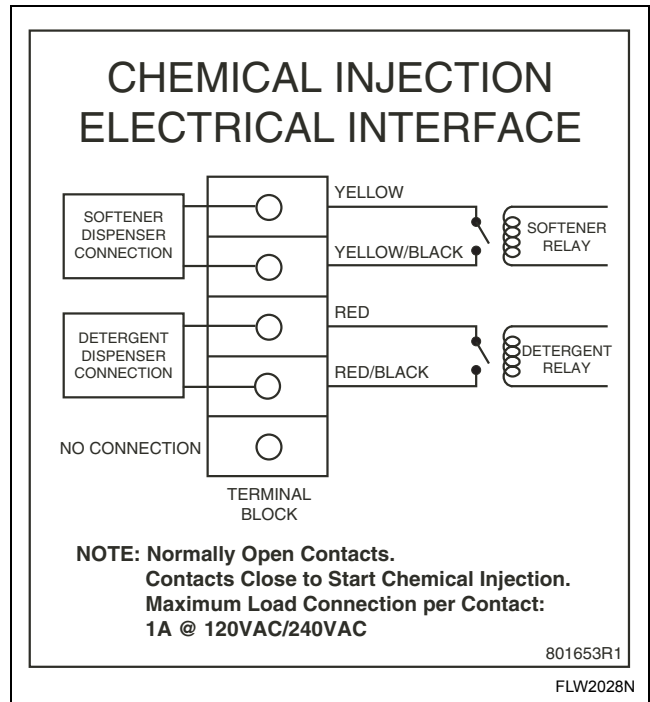 CHEMICAL INJECTION
ELECTRICAL INTERFACE
SOFTENER
DISPENSER
CONNECTION
YELLOW
YELLOW/BLACK
SOFTENER
RELAY
DETERGENT
DISPENSER
CONNECTION
RED
RED/BLACK
DETERGENT
RELAY
NO CONNECTION
TERMINAL
BLOCK
NOTE: Normally Open Contacts.
Contacts Close to Start Chemical Injection.
Maximum Load Connection per Contact:
1A @ 120VAC/240VAC
801653R1
FLW2028N